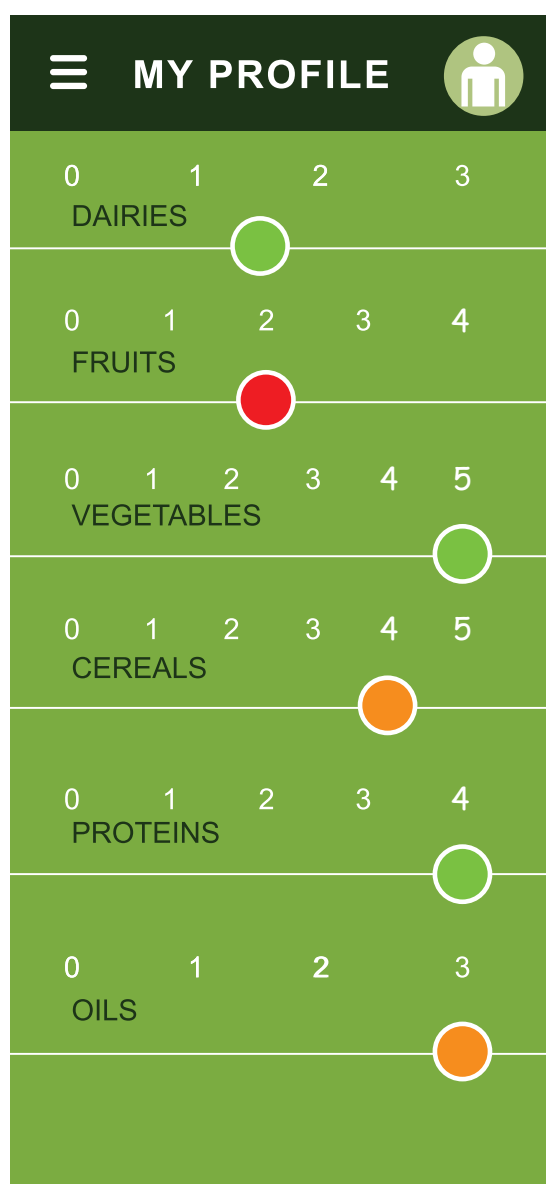 MY PROFILE
0 1 2 3
DAIRIES
0 1 2 3 4
FRUITS
0 1 2 3 4 5
VEGETABLES
0 1 2 3 4 5
CEREALS
0 1 2 3 4
PROTEINS
0 1 2 3
OILS